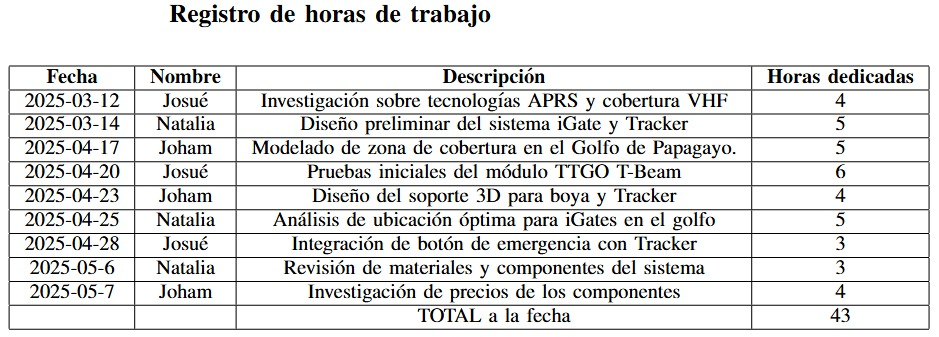 Registro de horas de trabajo
Fecha Nombre Descripción Horas dedicadas
2025-03-12 Josué Investigación sobre tecnologías APRS y cobertura VHF 4
2025-03-14 Natalia Diseño preliminar del sistema iGate y Tracker 5
2025-04-17 Joham Modelado de zona de cobertura en el Golfo de Papagayo. 5
2025-04-20 Josué Pruebas iniciales del módulo TTGO T-Beam 6
2025-04-23 Joham Diseño del soporte 3D para boya y Tracker 4
2025-04-25 Natalia Análisis de ubicación óptima para iGates en el golfo 5
2025-04-28 Josué Integración de botón de emergencia con Tracker 3
2025-05-6 Natalia Revisión de materiales y componentes del sistema 3
2025-05-7 Joham Investigación de precios de los componentes 4
TOTAL a la fecha 43